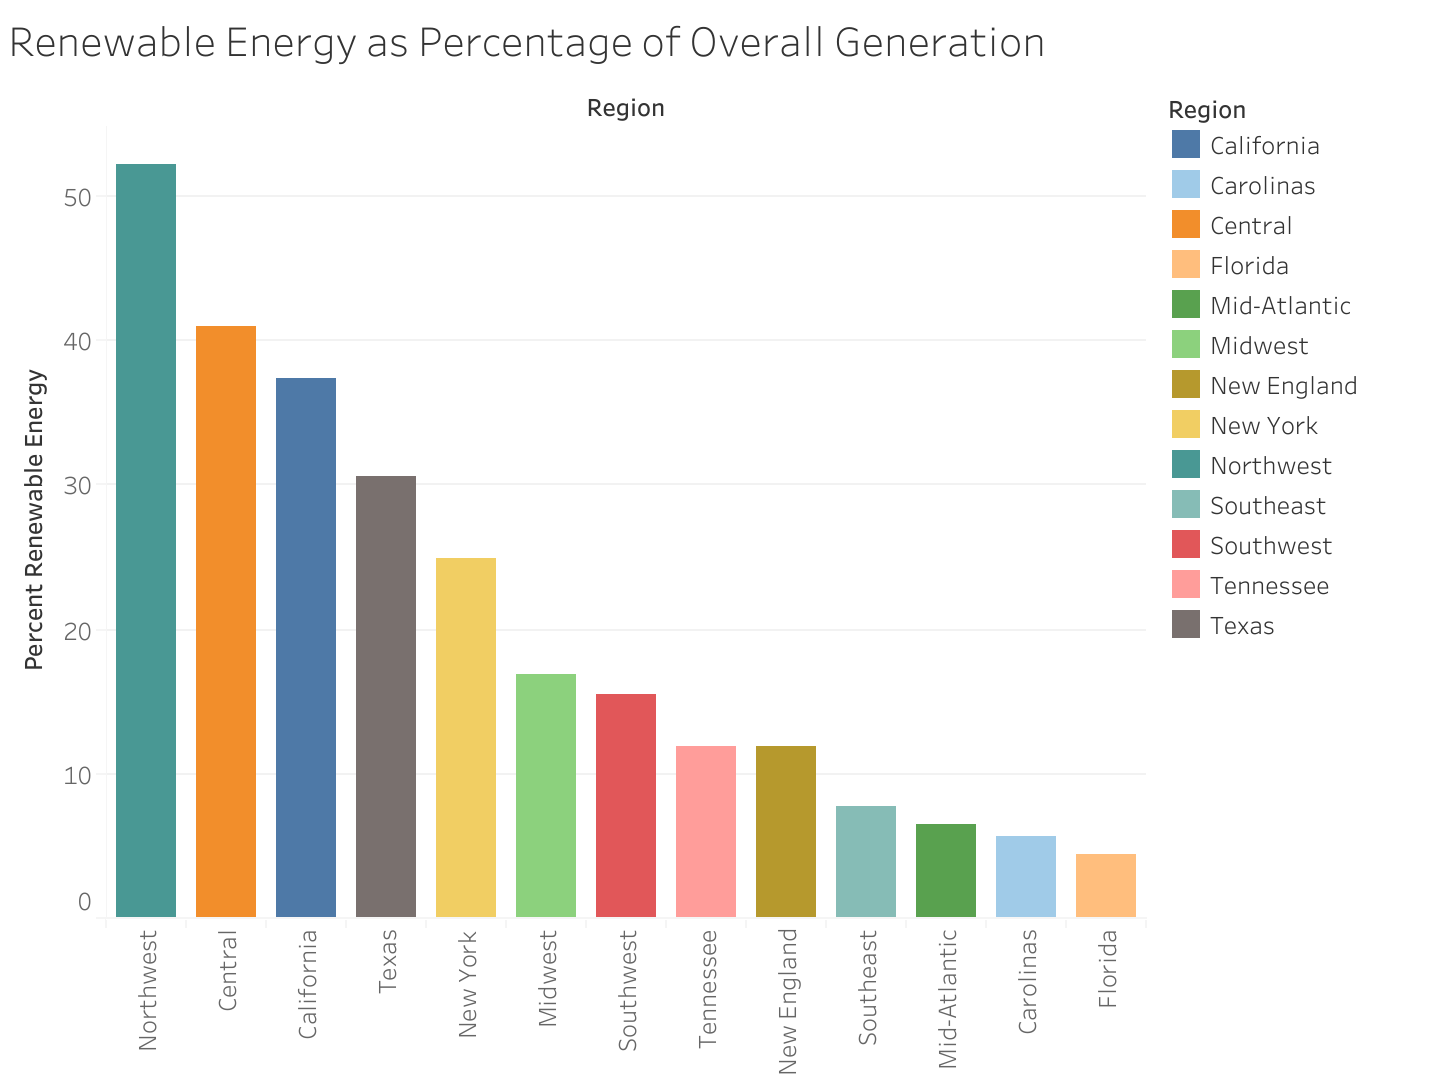 Renewable Energy as Percentage of Overall Generation
Region
Percent Renewable Energy
50
40
30
20
10
0
Northwest
Central
California
Texas
New York
Midwest
Southwest
Tennessee
New England
Southeast
Mid-Atlantic
Carolinas
Florida
Region
California
Carolinas
Central
Florida
Mid-Atlantic
Midwest
New England
New York
Northwest
Southeast
Southwest
Tennessee
Texas